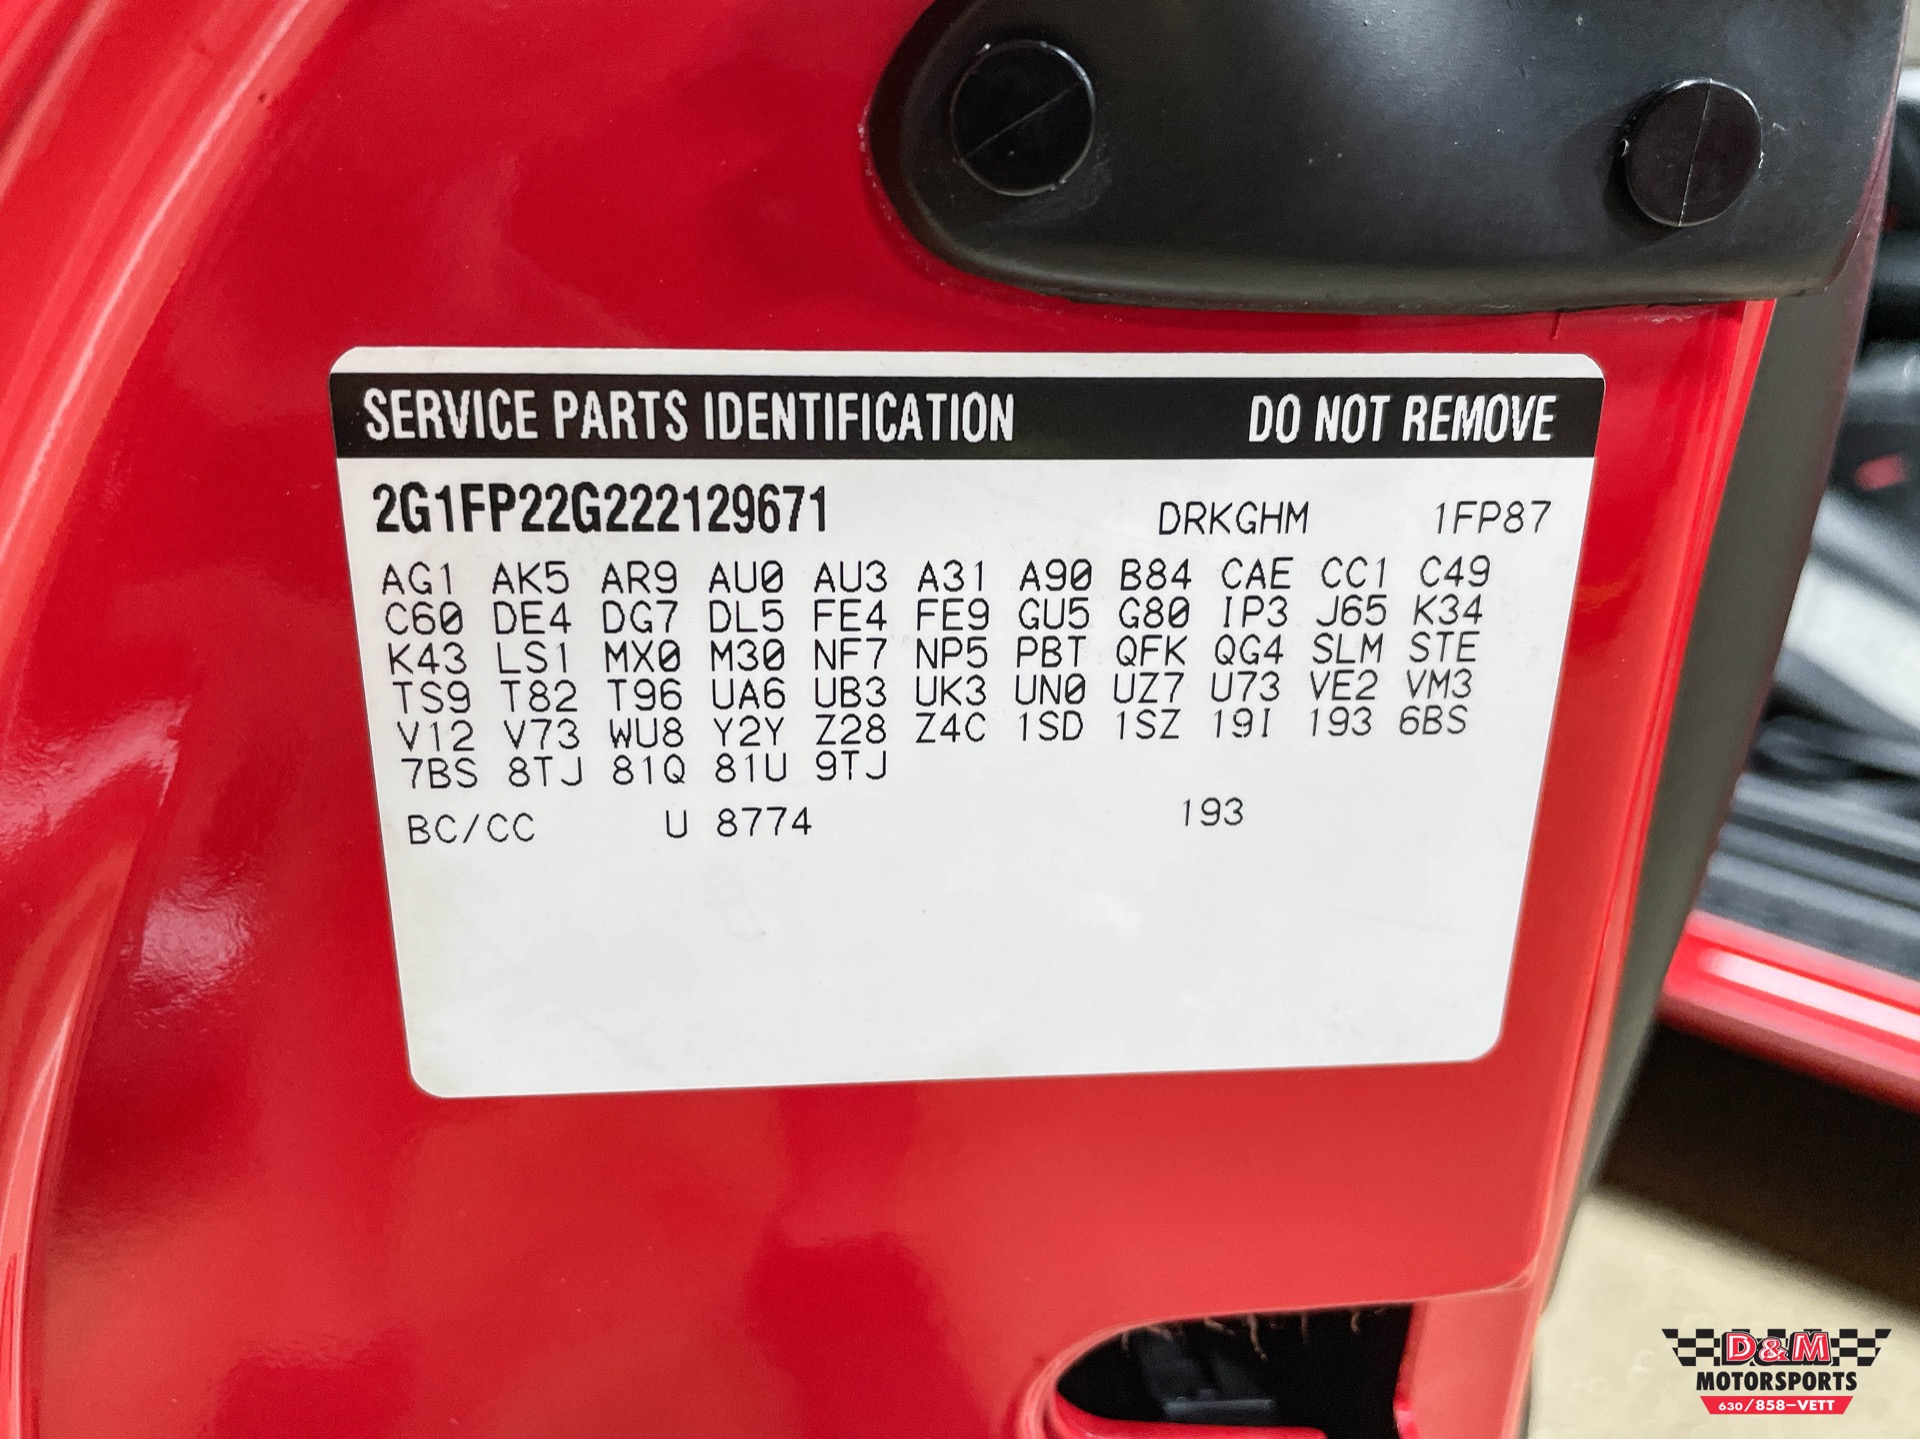 SERVICE PARTS IDENTIFICATION DO NOT REMOVE
2G1FP22G222129671 DRKGHM 1FP87
AG1 AK5 AR9 AU0 AU3 A31 A90 B84 CAE CC1 C49
C60 DE4 DG7 DL5 FE4 FE9 GU5 G80 IP3 J65 K34
K43 LS1 MX0 M30 NF7 NP5 PBT QFK QG4 SLM STE
TS9 T82 T96 UA6 UB3 UK3 UN0 UZ7 U73 VE2 VM3
V12 V73 WU8 Y2Y Z28 Z4C 1SD 1SZ 19I 193 6BS
7BS 8TJ 81Q 81U 9TJ
BC/CC U 8774 193
D&M
MOTORSPORTS
630/858-VETT